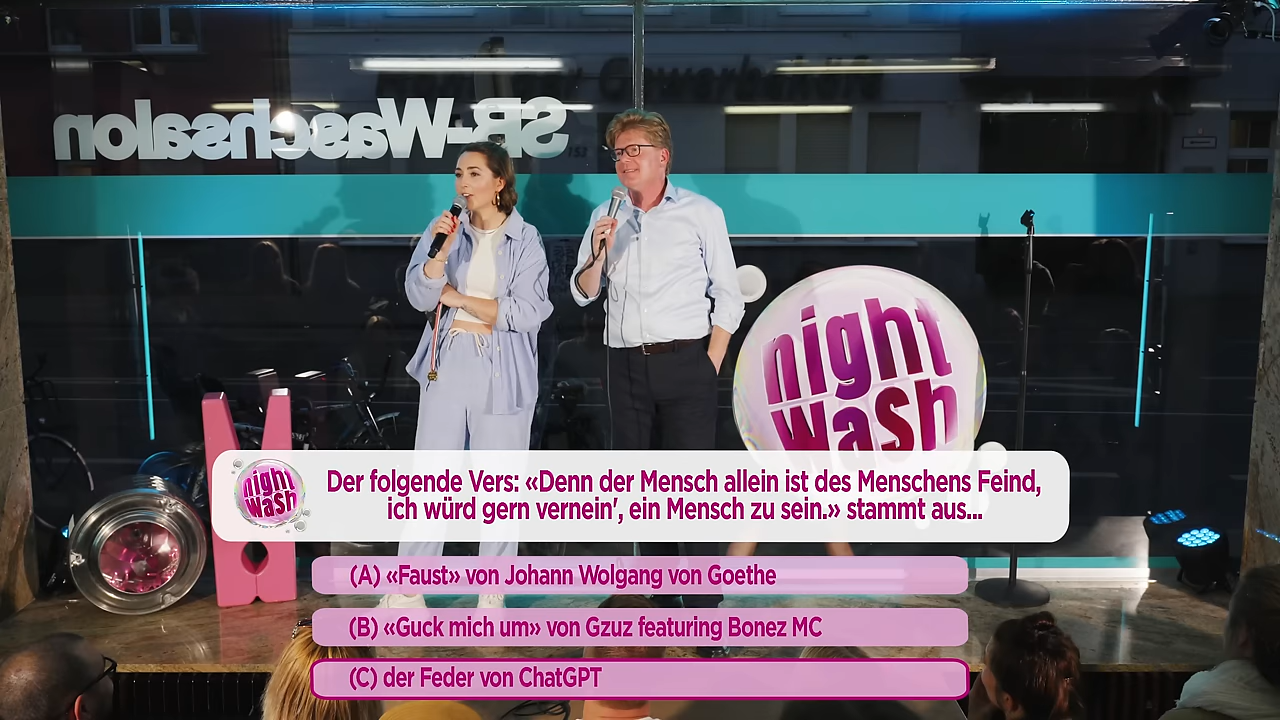 SB-Waschsalon
153
night
wash
night
wash
Der folgende Vers: «Denn der Mensch allein ist des Menschens Feind,
ich würd gern vernein', ein Mensch zu sein.» stammt aus...
(A) «Faust» von Johann Wolgang von Goethe
(B) «Guck mich um» von Gzuz featuring Bonez MC
(C) der Feder von ChatGPT